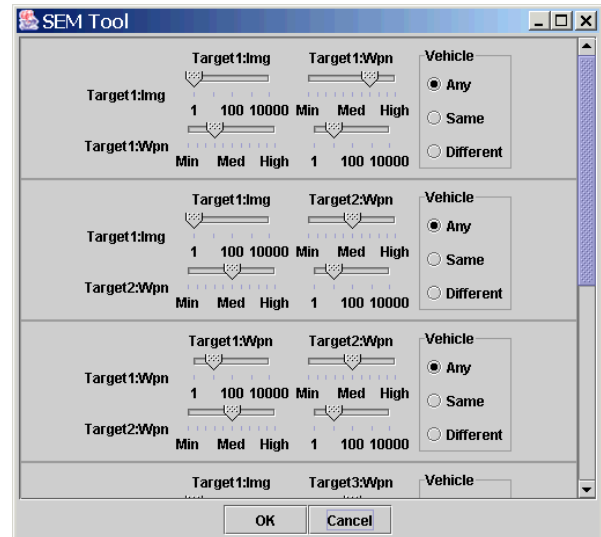 SEM Tool
Target1:Img Target1:Wpn Vehicle
Any
Target1:Img
1 100 10000 Min Med High
Same
Target1:Wpn
Different
Min Med High 1 100 10000
Target1:Img Target2:Wpn Vehicle
Any
Target1:Img
1 100 10000 Min Med High
Same
Target2:Wpn
Different
Min Med High 1 100 10000
Target1:Wpn Target2:Wpn Vehicle
Any
Target1:Wpn
1 100 10000 Min Med High
Same
Target2:Wpn
Different
Min Med High 1 100 10000
Target1:Img Target3:Wpn Vehicle
OK Cancel